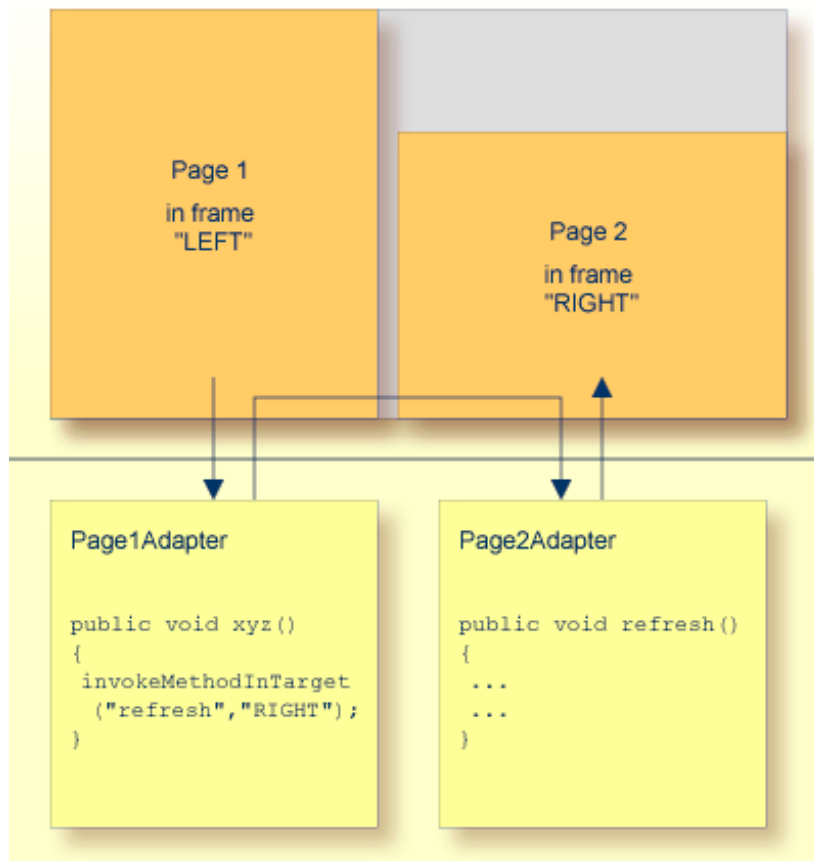 Page 1
in frame
"LEFT"
Page 2
in frame
"RIGHT"
Page1Adapter
public void xyz()
{
invokeMethodInTarget
("refresh","RIGHT");
}
Page2Adapter
public void refresh()
{
...
...
}